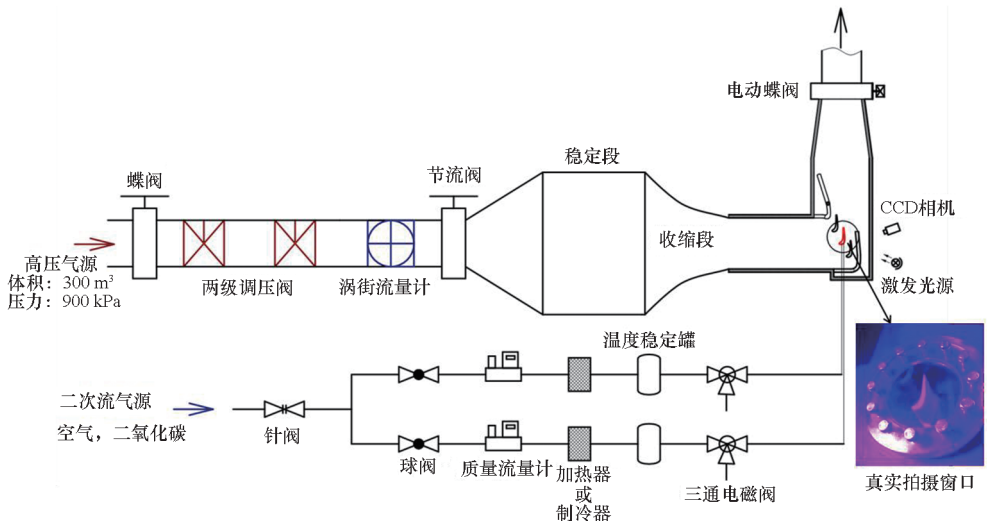 电动蝶阀
稳定段
节流阀
蝶阀
CCD相机
收缩段
高压气源
体积：300 m³
压力：900 kPa
两级调压阀
涡街流量计
激发光源
温度稳定罐
二次流气源
空气，二氧化碳
针阀
球阀
质量流量计
加热器
或
制冷器
三通电磁阀
真实拍摄窗口